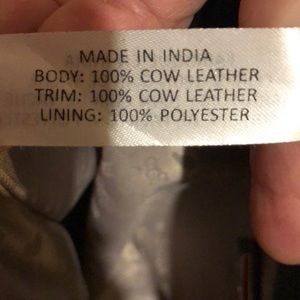 MADE IN INDIA
BODY: 100% COW LEATHER
TRIM: 100% COW LEATHER
LINING: 100% POLYESTER